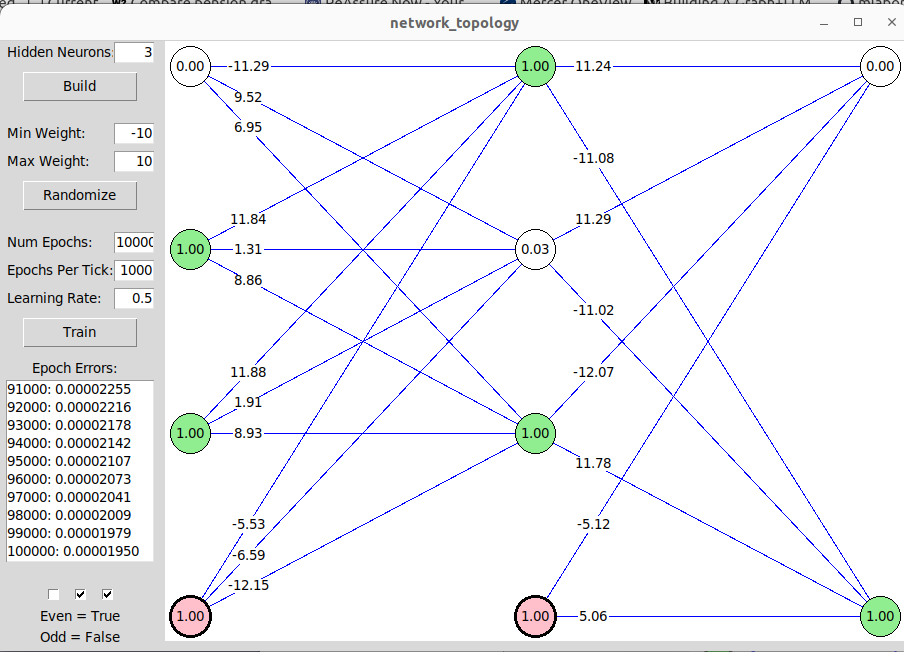 network_topology
Hidden Neurons: 3
Build
Min Weight: -10
Max Weight: 10
Randomize
Num Epochs: 10000
Epochs Per Tick: 1000
Learning Rate: 0.5
Train
Epoch Errors:
91000: 0.00002255
92000: 0.00002216
93000: 0.00002178
94000: 0.00002142
95000: 0.00002107
96000: 0.00002073
97000: 0.00002041
98000: 0.00002009
99000: 0.00001979
100000: 0.00001950
Even = True
Odd = False
0.00 -11.29 1.00 11.24 0.00
9.52
6.95
-11.08
11.84 11.29
1.00 1.31 0.03
8.86
-11.02
11.88 -12.07
1.91
1.00 8.93 1.00
11.78
-5.53 -5.12
-6.59
-12.15
1.00 1.00 5.06 1.00